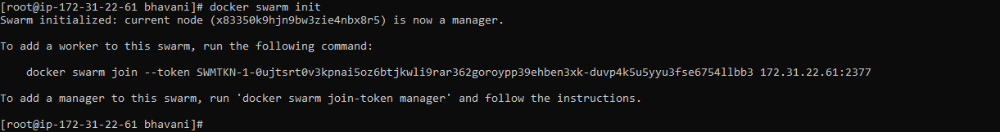 [root@ip-172-31-22-61 bhavani]# docker swarm init
Swarm initialized: current node (x83350k9hjn9bw3zie4nbx8r5) is now a manager.
To add a worker to this swarm, run the following command:
docker swarm join --token SWMTKN-1-0ujtsrt0v3kpnai5oz6btjkwli9rar362goroypp39ehben3xk-duvp4k5u5yyu3fse6754llbb3 172.31.22.61:2377
To add a manager to this swarm, run 'docker swarm join-token manager' and follow the instructions.
[root@ip-172-31-22-61 bhavani]#